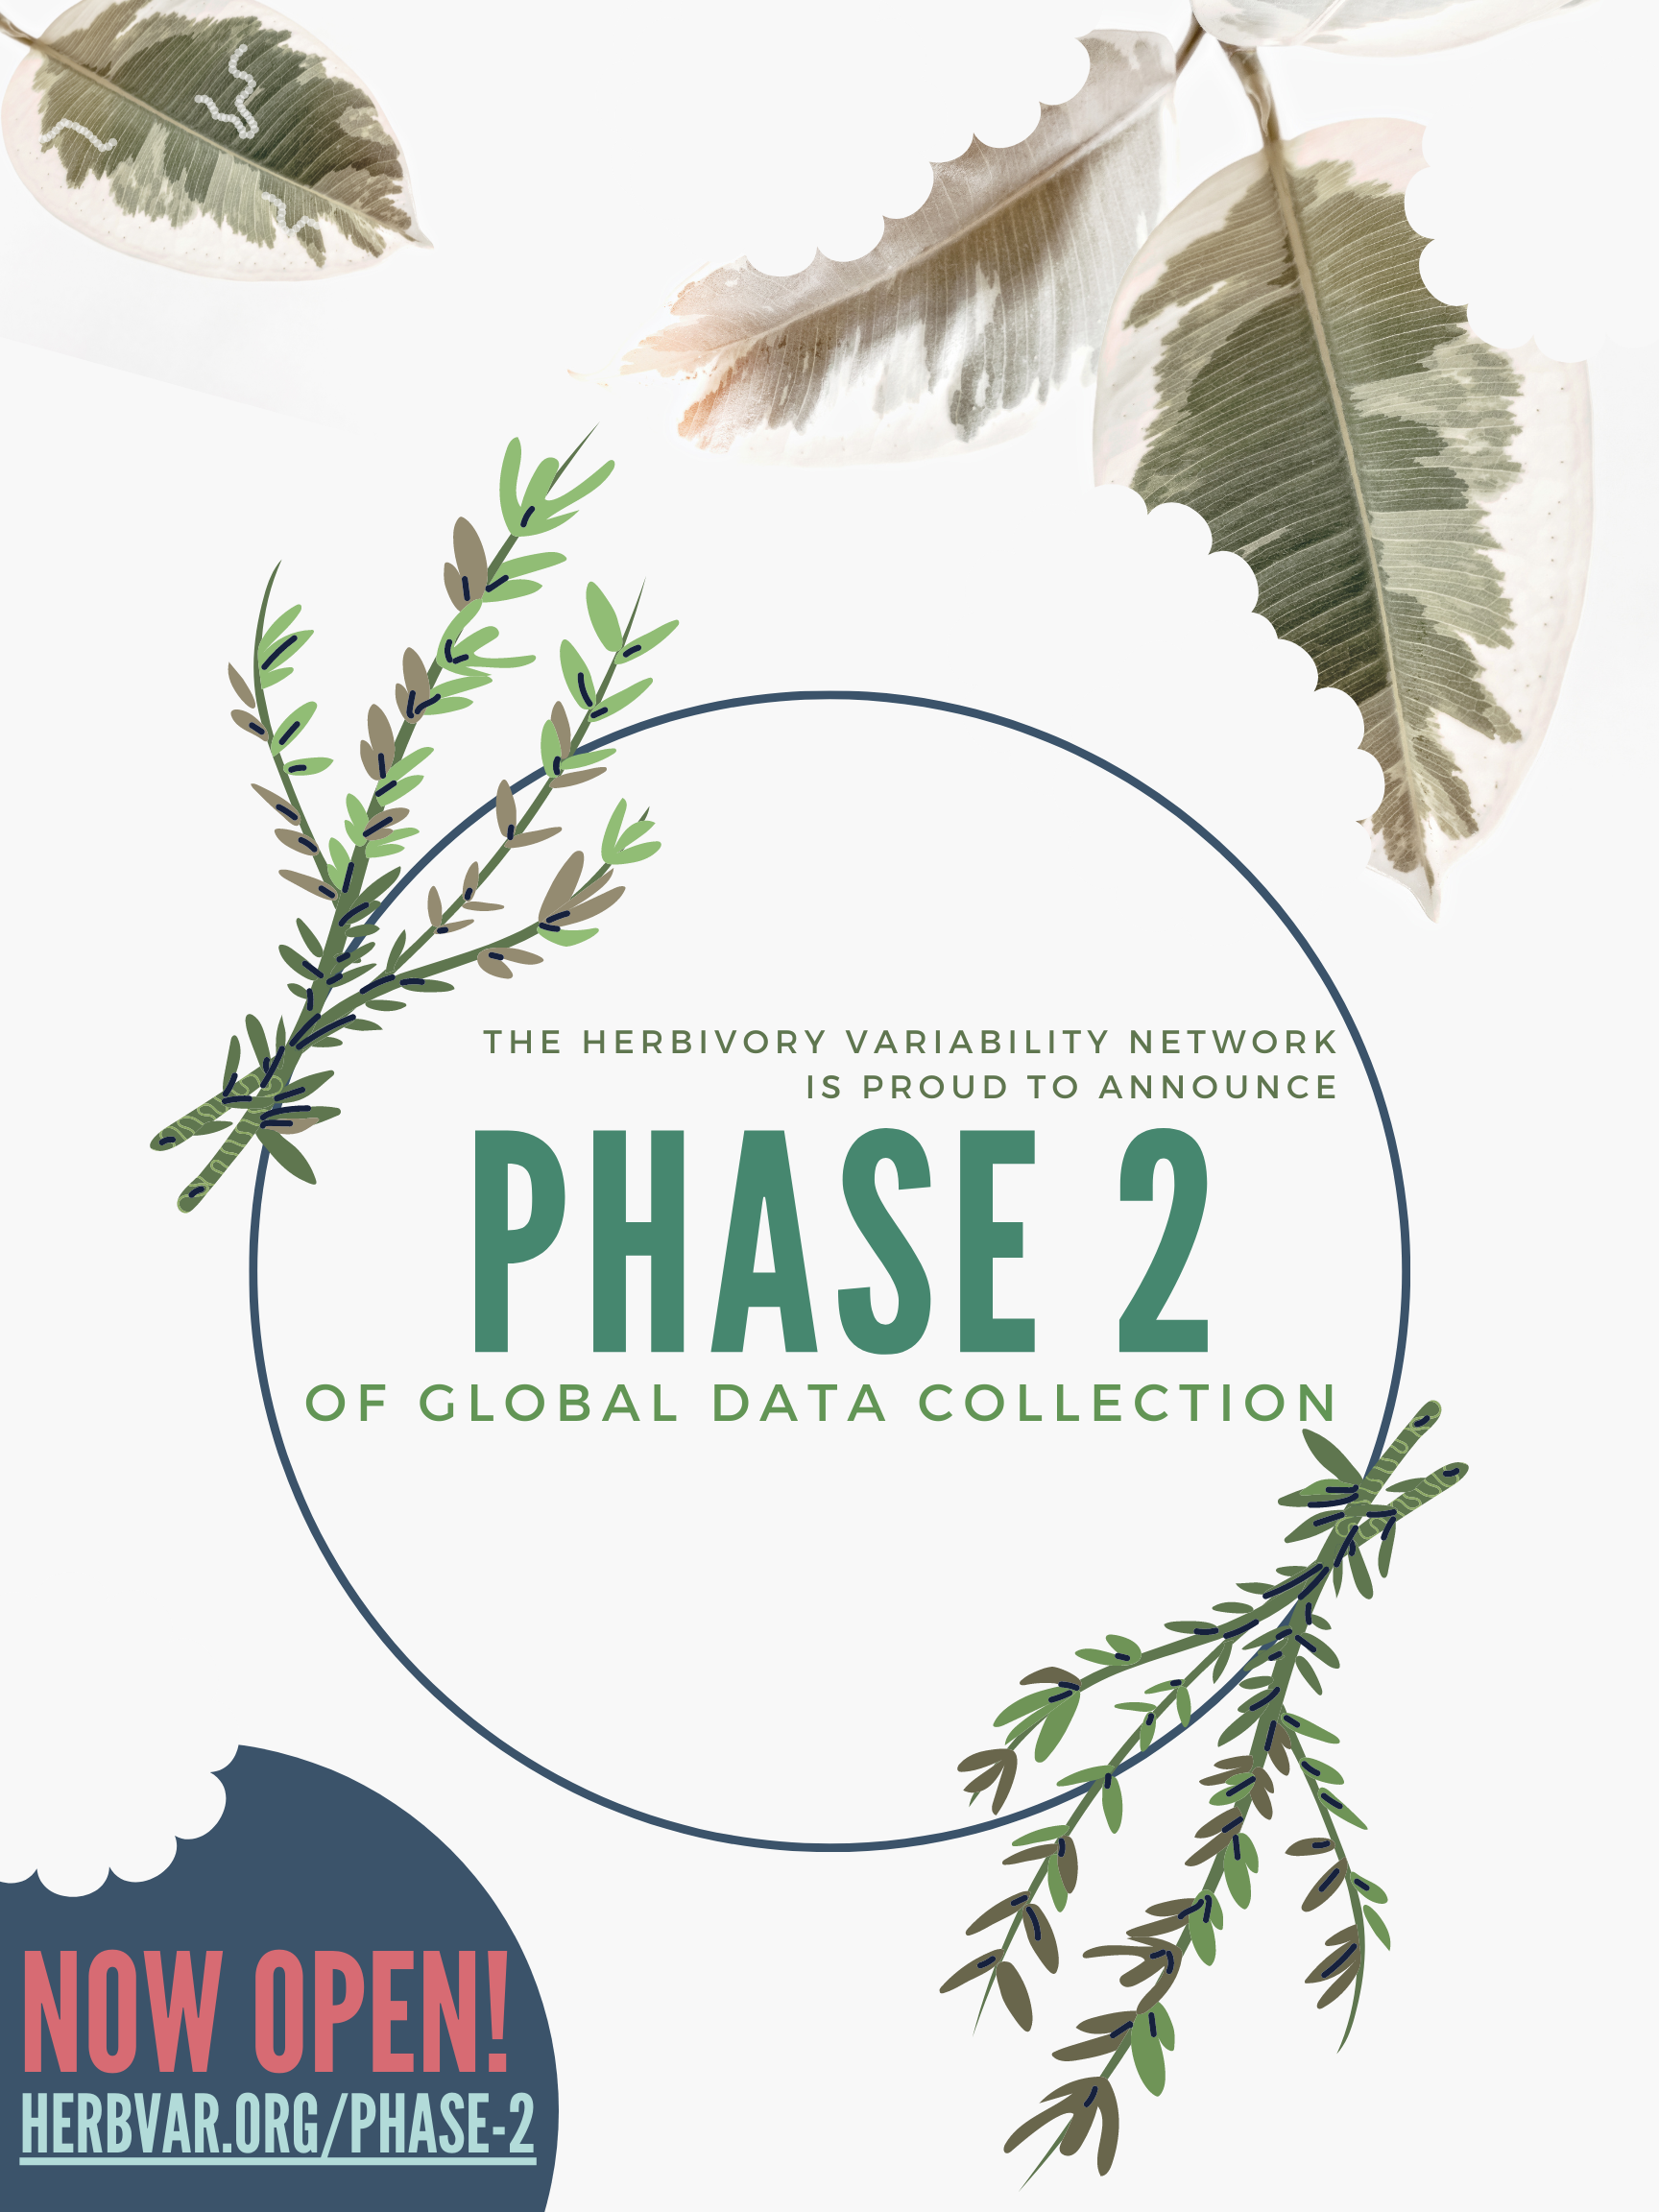 THE HERBIVORY VARIABILITY NETWORK
IS PROUD TO ANNOUNCE
PHASE 2
OF GLOBAL DATA COLLECTION
NOW OPEN!
HERBVAR.ORG/PHASE-2